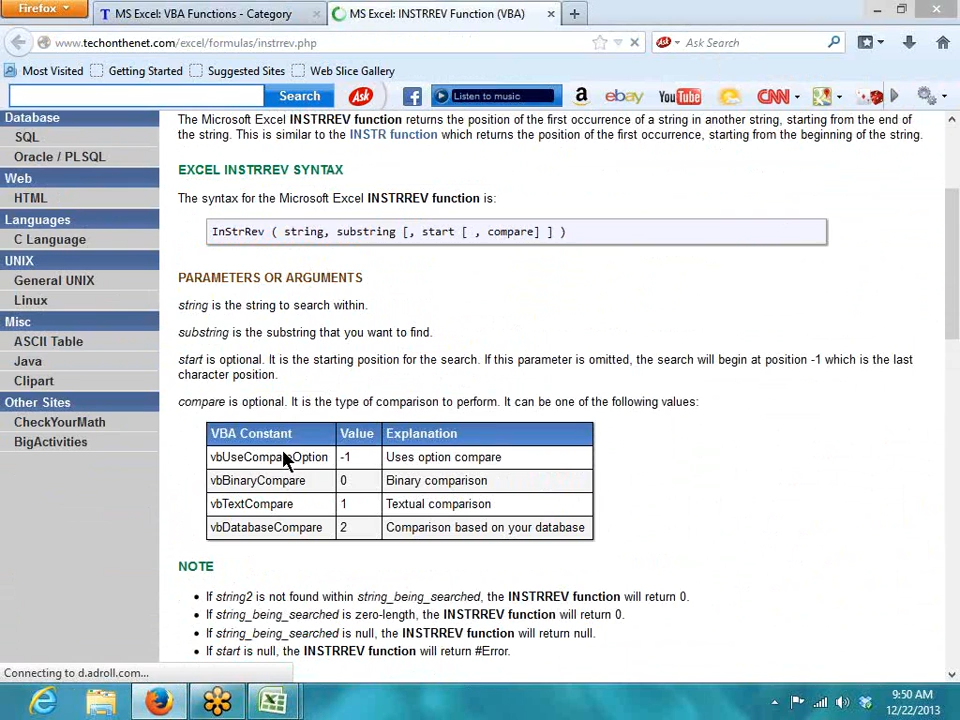 Firefox
MS Excel: VBA Functions - Category
MS Excel: INSTRREV Function (VBA)
www.techonthenet.com/excel/formulas/instrrev.php
Ask
Ask Search
Most Visited
Getting Started
Suggested Sites
Web Slice Gallery
Search
Ask
Listen to music
a
ebay
YouTube
CNN
Database
SQL
Oracle / PLSQL
Web
HTML
Languages
C Language
UNIX
General UNIX
Linux
Misc
ASCII Table
Java
Clipart
Other Sites
CheckYourMath
BigActivities
The Microsoft Excel INSTRREV function returns the position of the first occurrence of a string in another string, starting from the end of
the string. This is similar to the INSTR function which returns the position of the first occurrence, starting from the beginning of the string.
EXCEL INSTRREV SYNTAX
The syntax for the Microsoft Excel INSTRREV function is:
InStrRev ( string, substring [, start [ , compare] ] )
PARAMETERS OR ARGUMENTS
string is the string to search within.
substring is the substring that you want to find.
start is optional. It is the starting position for the search. If this parameter is omitted, the search will begin at position -1 which is the last
character position.
compare is optional. It is the type of comparison to perform. It can be one of the following values:
VBA Constant Value Explanation
vbUseCompareOption -1 Uses option compare
vbBinaryCompare 0 Binary comparison
vbTextCompare 1 Textual comparison
vbDatabaseCompare 2 Comparison based on your database
NOTE
If string2 is not found within string_being_searched, the INSTRREV function will return 0.
If string_being_searched is zero-length, the INSTRREV function will return 0.
If string_being_searched is null, the INSTRREV function will return null.
If start is null, the INSTRREV function will return #Error.
Connecting to d.adroll.com...
9:50 AM
12/22/2013